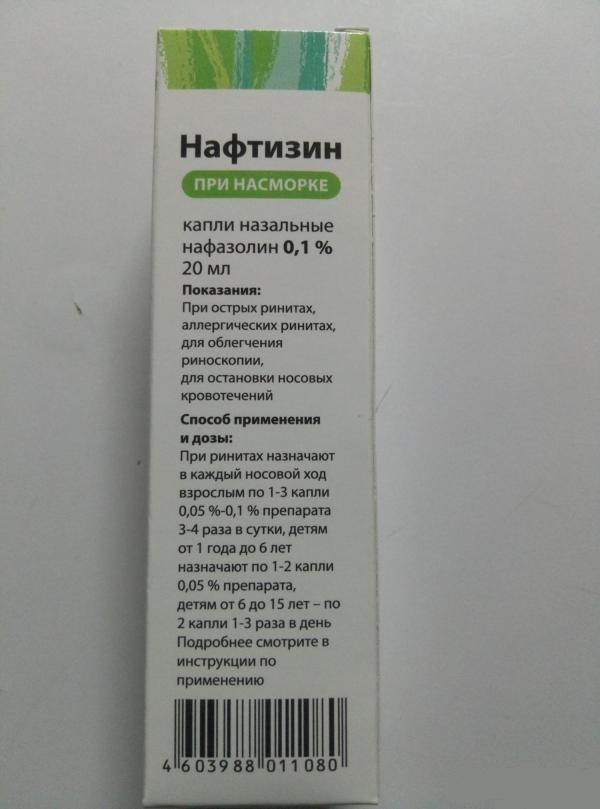 Нафтизин
ПРИ НАСМОРКЕ
капли назальные
нафазолин 0,1 %
20 мл
Показания:
При острых ринитах,
аллергических ринитах,
для облегчения
риноскопии,
для остановки носовых
кровотечений
Способ применения
и дозы:
При ринитах назначают
в каждый носовой ход
взрослым по 1-3 капли
0,05 %-0,1 % препарата
3-4 раза в сутки, детям
от 1 года до 6 лет
назначают по 1-2 капли
0,05 % препарата,
детям от 6 до 15 лет – по
2 капли 1-3 раза в день
Подробнее смотрите в
инструкции по
применению
4 603988 011080